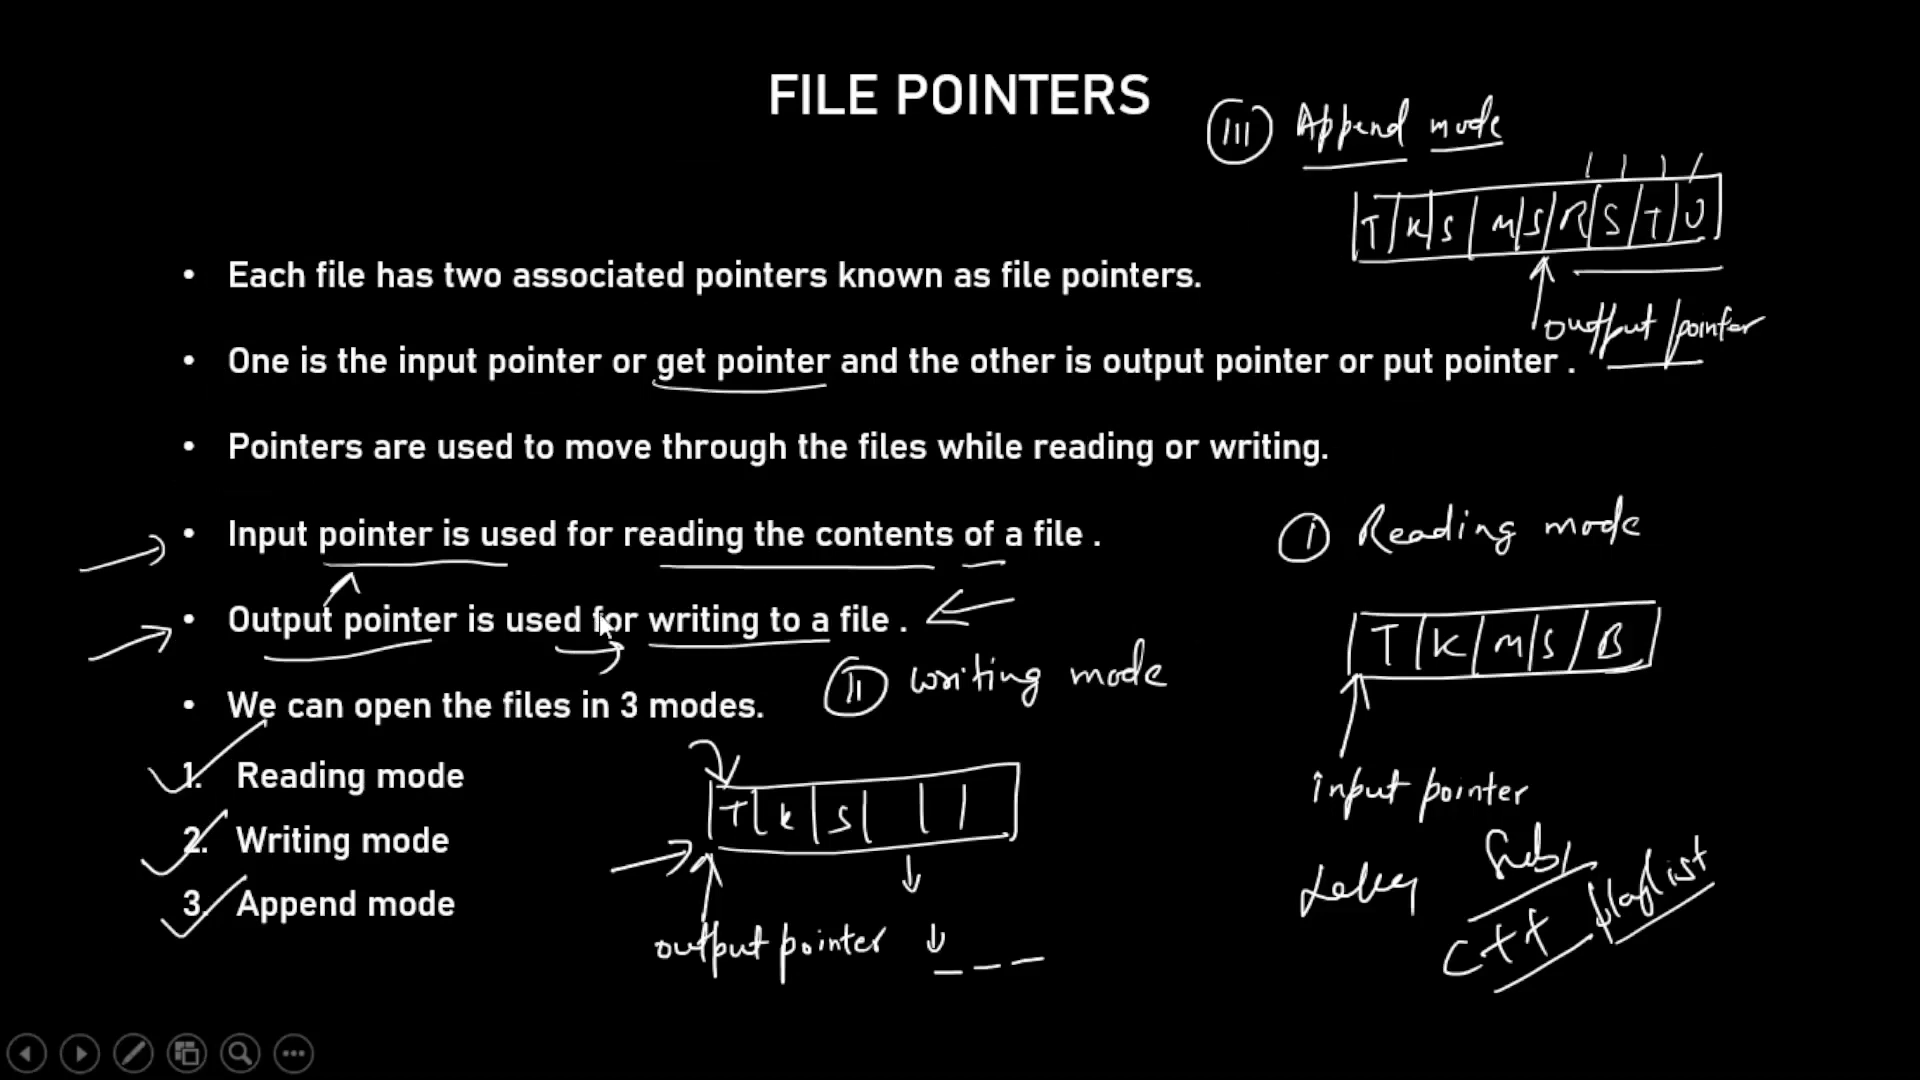 FILE POINTERS
III Append mode
T K S M S R S T U
output pointer
• Each file has two associated pointers known as file pointers.
• One is the input pointer or get pointer and the other is output pointer or put pointer .
• Pointers are used to move through the files while reading or writing.
• Input pointer is used for reading the contents of a file .
• Output pointer is used for writing to a file .
• We can open the files in 3 modes.
1. Reading mode
2. Writing mode
3. Append mode
I Reading mode
T K M S B
input pointer
II Writing mode
T K S
output pointer
C++ playlist